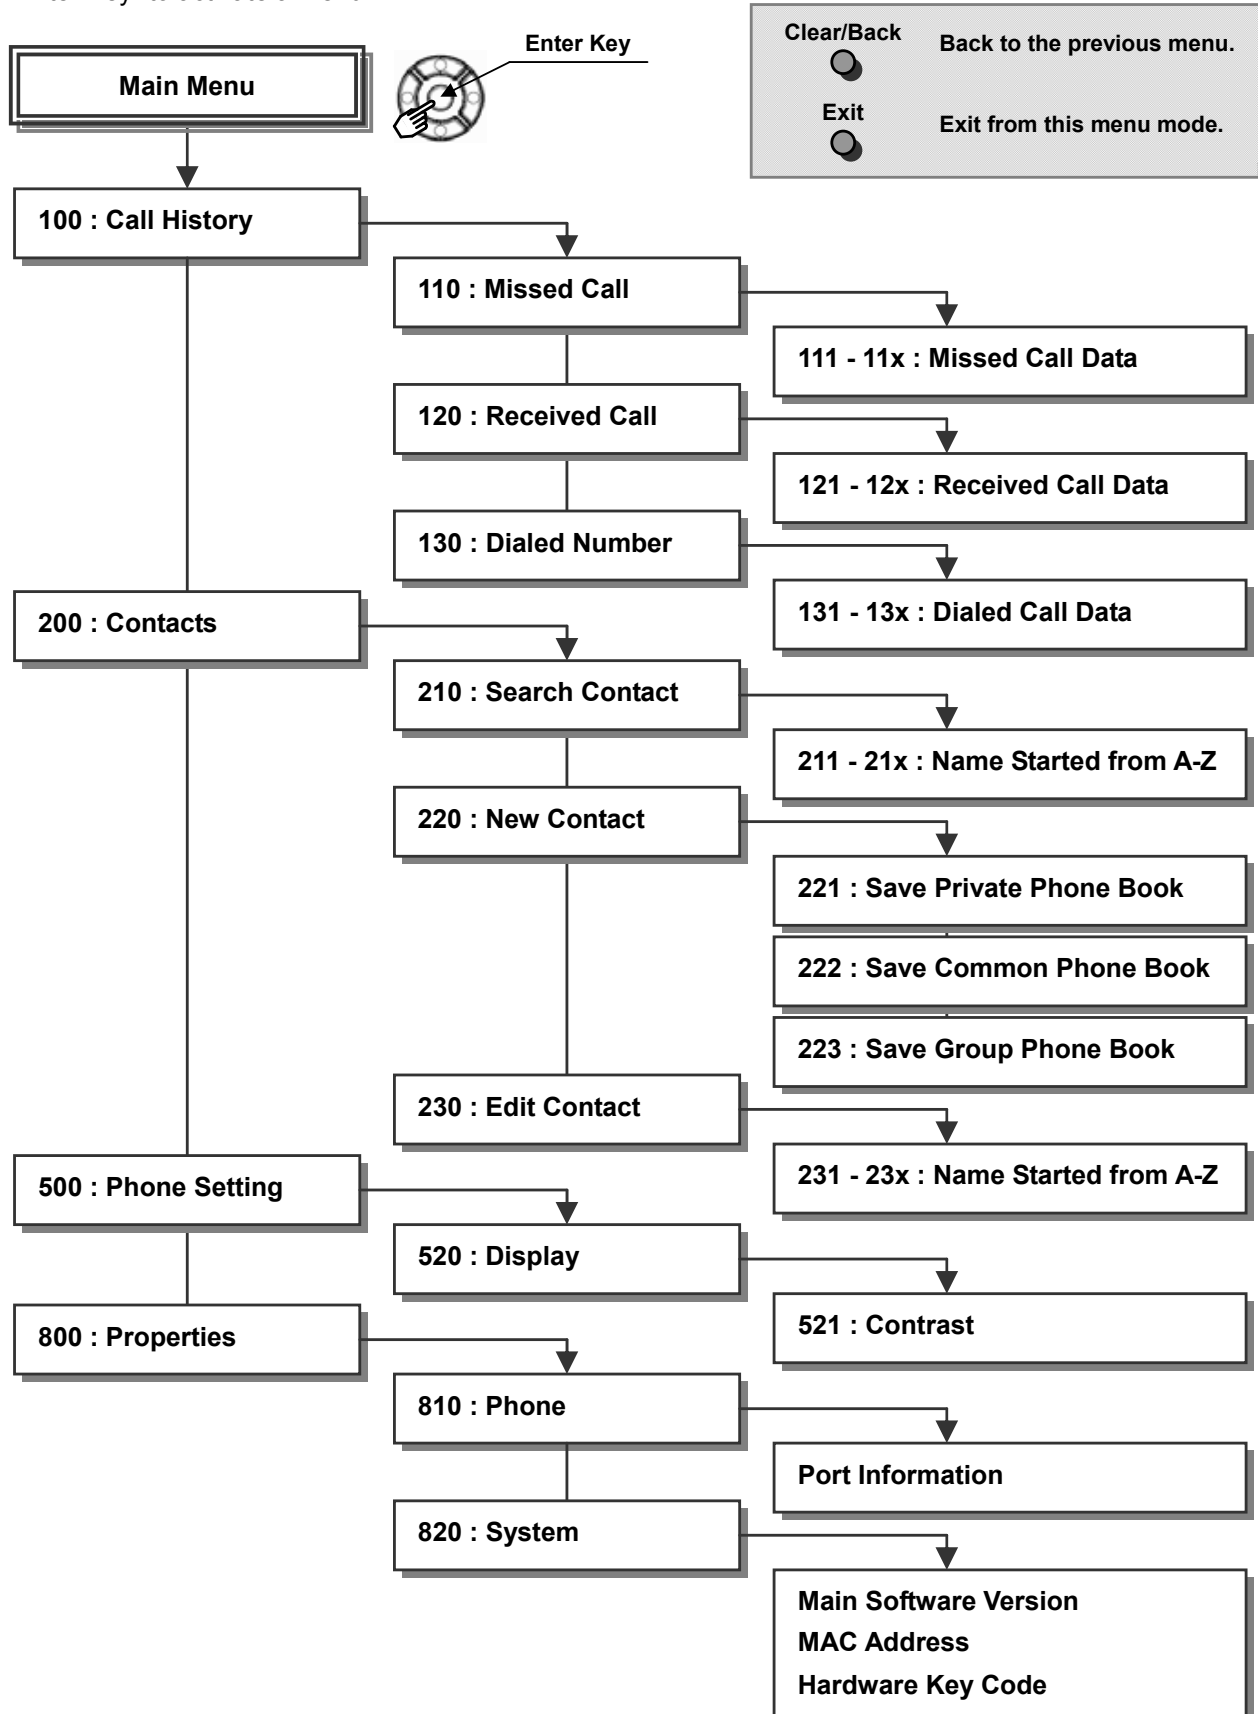 Enter Key
Clear/Back
Back to the previous menu.
Exit
Exit from this menu mode.
Main Menu
100 : Call History
110 : Missed Call
111 - 11x : Missed Call Data
120 : Received Call
121 - 12x : Received Call Data
130 : Dialed Number
131 - 13x : Dialed Call Data
200 : Contacts
210 : Search Contact
211 - 21x : Name Started from A-Z
220 : New Contact
221 : Save Private Phone Book
222 : Save Common Phone Book
223 : Save Group Phone Book
230 : Edit Contact
231 - 23x : Name Started from A-Z
500 : Phone Setting
520 : Display
521 : Contrast
800 : Properties
810 : Phone
Port Information
820 : System
Main Software Version
MAC Address
Hardware Key Code